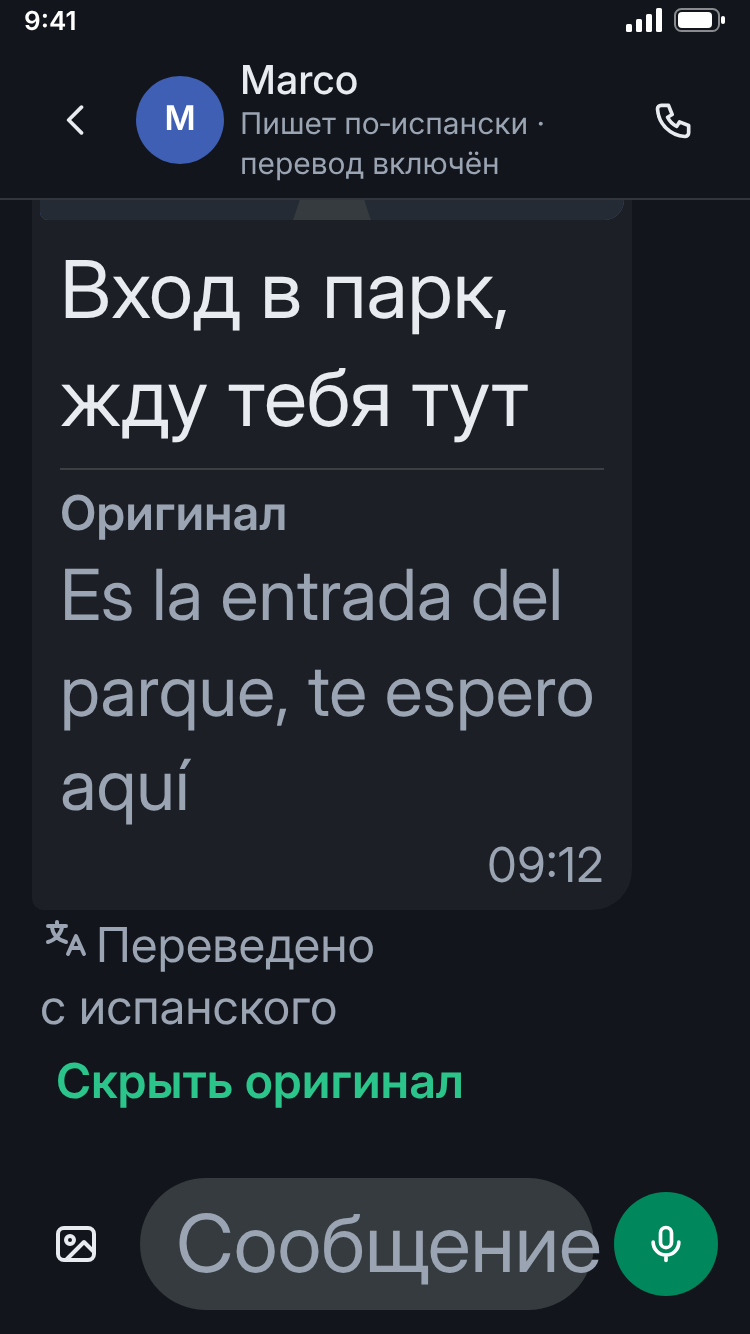 9:41
M
Marco
Пишет по-испански ·
перевод включён
Вход в парк,
жду тебя тут
Оригинал
Es la entrada del
parque, te espero
aquí
09:12
Переведено
с испанского
Скрыть оригинал
Сообщение